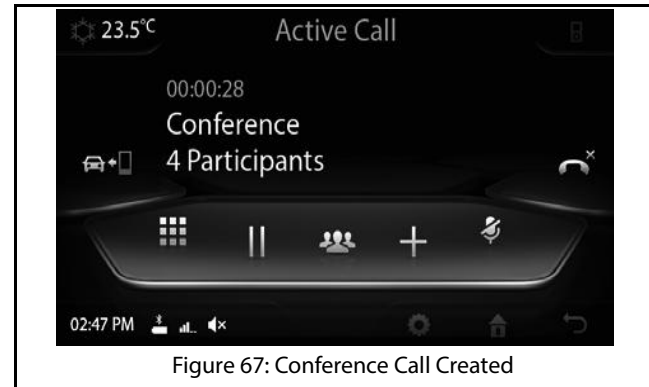 23.5°C
Active Call
00:00:28
Conference
4 Participants
02:47 PM
Figure 67: Conference Call Created